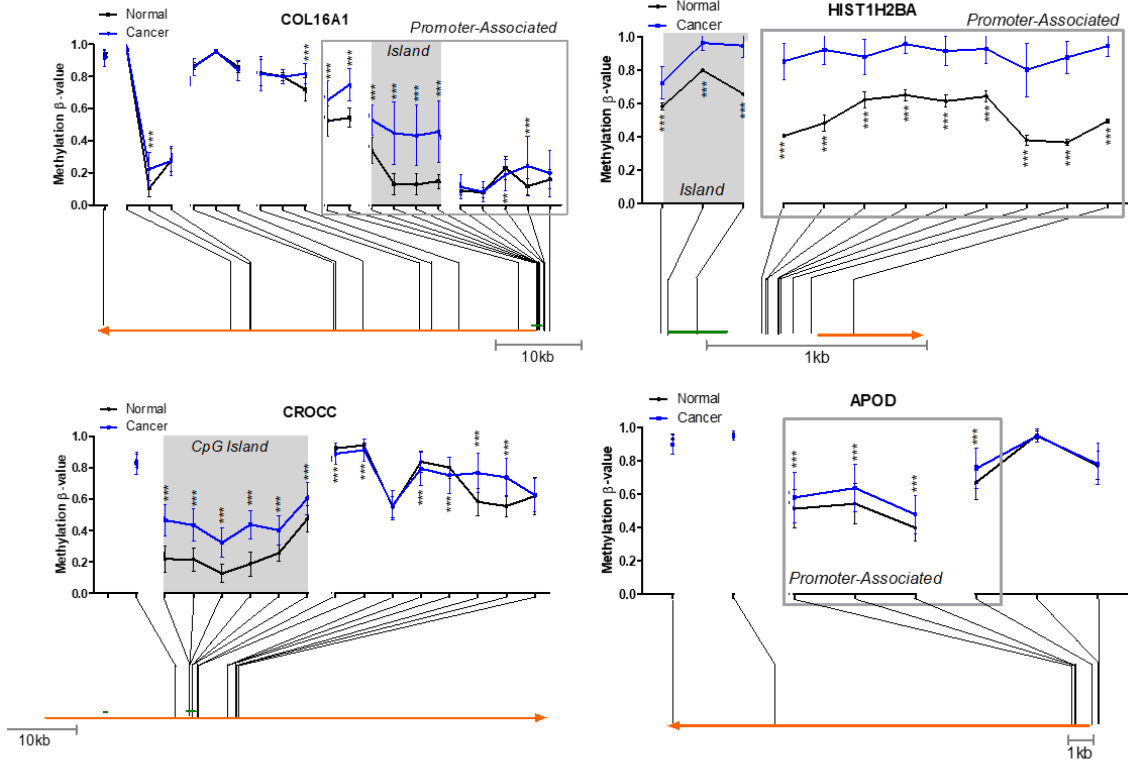 COL16A1
Normal
Cancer
Promoter-Associated
Island
Methylation β-value
1.0
0.8
0.6
0.4
0.2
0.0
***
***
***
***
***
***
***
***
**
***
10kb
HIST1H2BA
Normal
Cancer
Promoter-Associated
Island
Methylation β-value
1.0
0.8
0.6
0.4
0.2
0.0
***
***
***
***
***
***
***
***
***
***
***
***
1kb
CROCC
Normal
Cancer
CpG Island
Methylation β-value
1.0
0.8
0.6
0.4
0.2
0.0
***
***
***
***
***
***
***
***
***
***
***
***
10kb
APOD
Normal
Cancer
Promoter-Associated
Methylation β-value
1.0
0.8
0.6
0.4
0.2
0.0
***
***
***
***
1kb